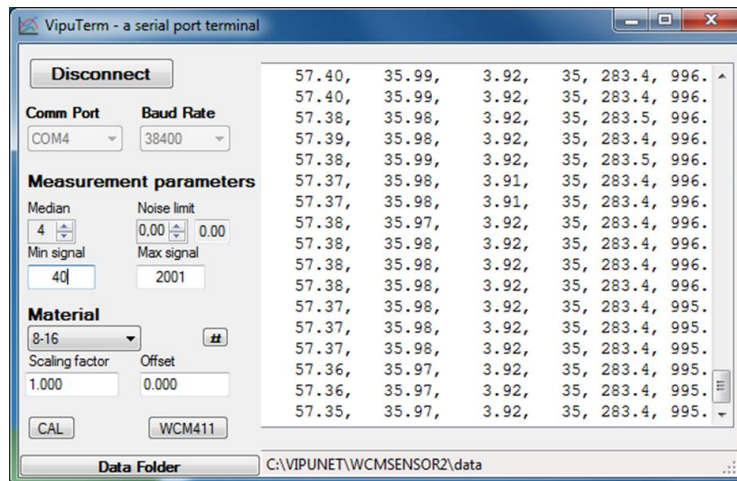 VipuTerm - a serial port terminal
Disconnect
Comm Port Baud Rate
COM4 38400
Measurement parameters
Median Noise limit
4 0,00 0.00
Min signal Max signal
40 2001
Material
8-16 #
Scaling factor Offset
1.000 0.000
CAL WCM411
Data Folder
57.40, 35.99, 3.92, 35, 283.4, 996.
57.40, 35.99, 3.92, 35, 283.4, 996.
57.38, 35.98, 3.92, 35, 283.5, 996.
57.39, 35.98, 3.92, 35, 283.4, 996.
57.38, 35.99, 3.92, 35, 283.5, 996.
57.37, 35.98, 3.91, 35, 283.4, 996.
57.37, 35.98, 3.91, 35, 283.4, 996.
57.38, 35.97, 3.92, 35, 283.4, 996.
57.38, 35.98, 3.92, 35, 283.4, 996.
57.38, 35.98, 3.92, 35, 283.4, 996.
57.38, 35.98, 3.92, 35, 283.4, 996.
57.37, 35.98, 3.92, 35, 283.4, 995.
57.37, 35.98, 3.92, 35, 283.4, 995.
57.37, 35.98, 3.92, 35, 283.4, 995.
57.36, 35.97, 3.92, 35, 283.4, 995.
57.36, 35.97, 3.92, 35, 283.4, 995.
57.35, 35.97, 3.92, 35, 283.4, 995.
C:\VIPUNET\WCMSENSOR2\data